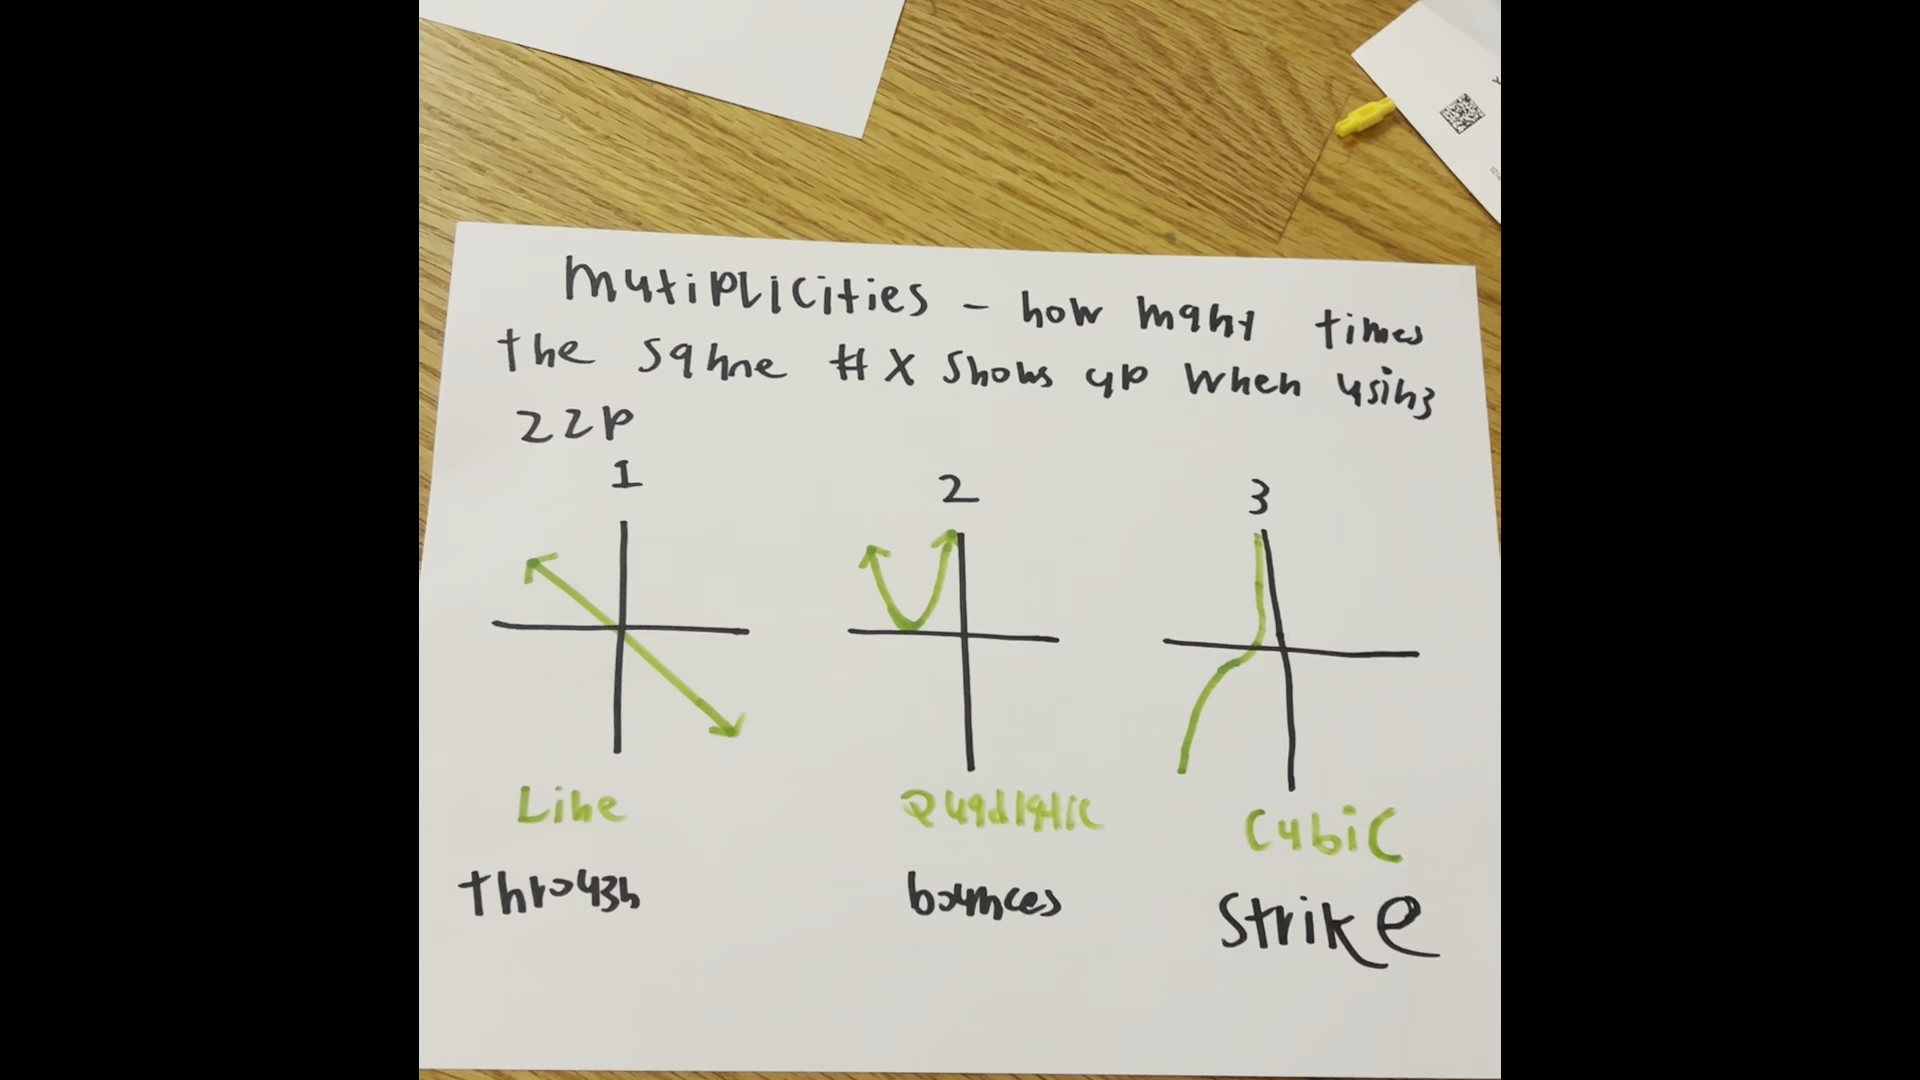 mutiplicities - how many times
the same # x shows up when using
ZZP
1 2 3
Line Quadratic Cubic
through bounces strike